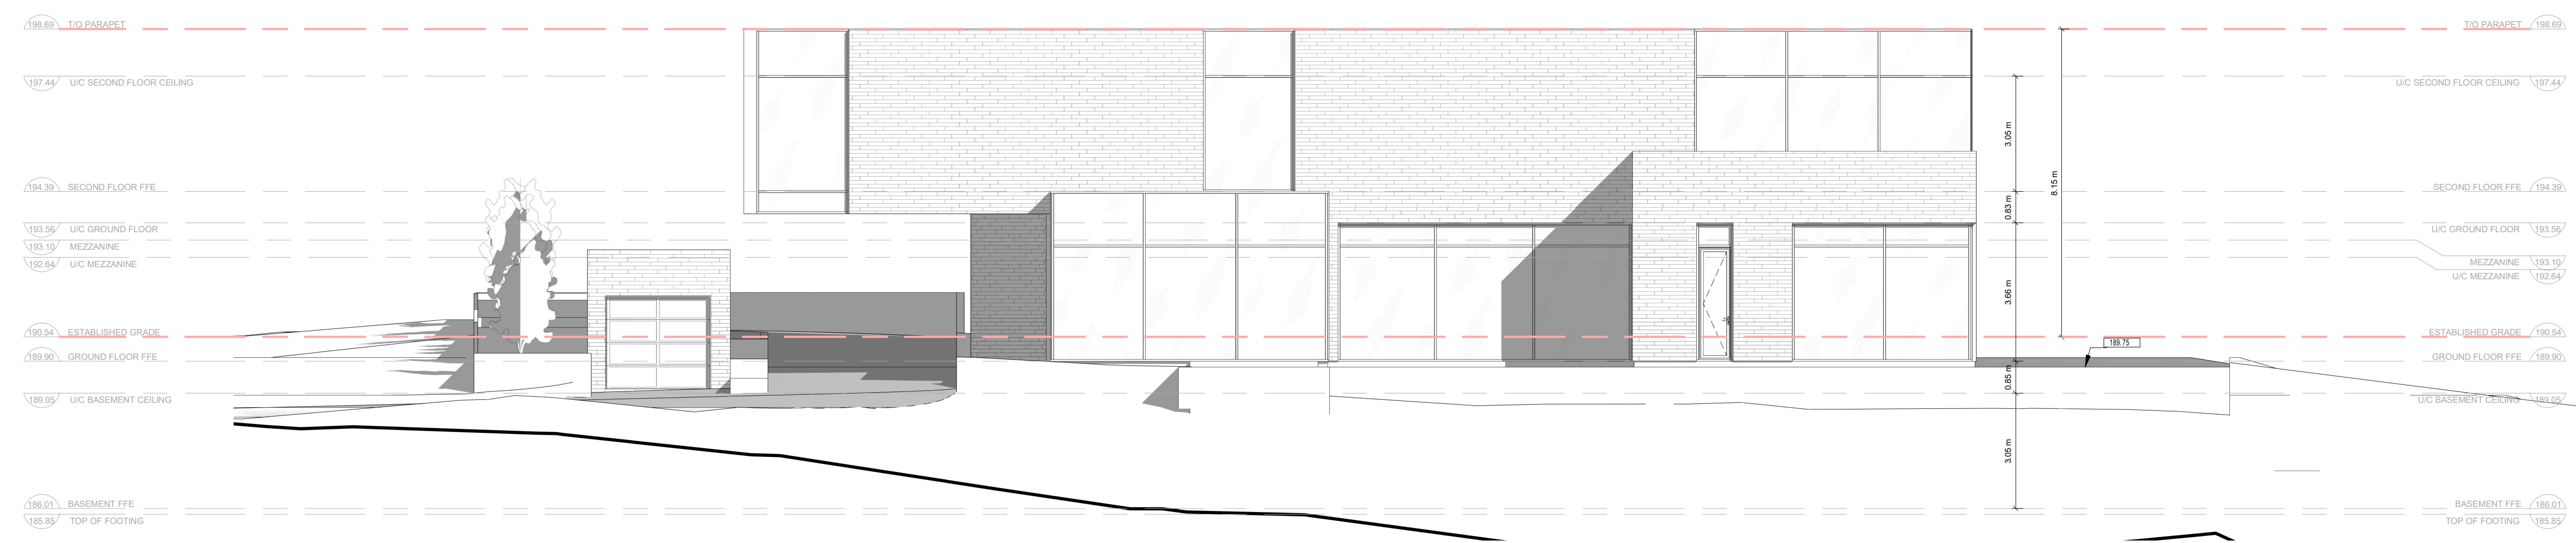 198.69 T/O PARAPET
197.44 U/C SECOND FLOOR CEILING
194.39 SECOND FLOOR FFE
193.56 U/C GROUND FLOOR
193.10 MEZZANINE
192.64 U/C MEZZANINE
190.54 ESTABLISHED GRADE
189.90 GROUND FLOOR FFE
189.05 U/C BASEMENT CEILING
186.01 BASEMENT FFE
185.85 TOP OF FOOTING
3.05 m
0.83 m
3.66 m
0.85 m
3.05 m
8.15 m
189.75
T/O PARAPET 198.69
U/C SECOND FLOOR CEILING 197.44
SECOND FLOOR FFE 194.39
U/C GROUND FLOOR 193.56
MEZZANINE 193.10
U/C MEZZANINE 192.64
ESTABLISHED GRADE 190.54
GROUND FLOOR FFE 189.90
U/C BASEMENT CEILING 189.05
BASEMENT FFE 186.01
TOP OF FOOTING 185.85